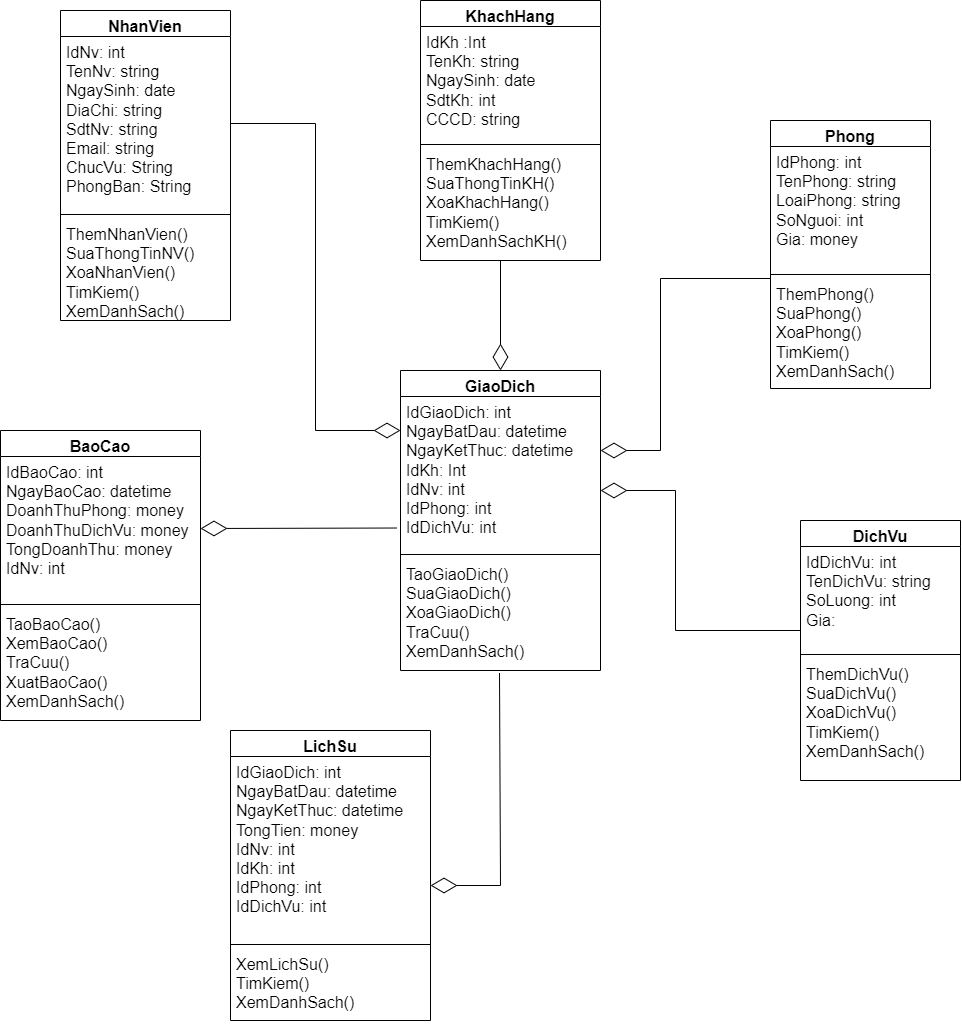 NhanVien
IdNv: int
TenNv: string
NgaySinh: date
DiaChi: string
SdtNv: string
Email: string
ChucVu: String
PhongBan: String
ThemNhanVien()
SuaThongTinNV()
XoaNhanVien()
TimKiem()
XemDanhSach()
KhachHang
IdKh :Int
TenKh: string
NgaySinh: date
SdtKh: int
CCCD: string
ThemKhachHang()
SuaThongTinKH()
XoaKhachHang()
TimKiem()
XemDanhSachKH()
Phong
IdPhong: int
TenPhong: string
LoaiPhong: string
SoNguoi: int
Gia: money
ThemPhong()
SuaPhong()
XoaPhong()
TimKiem()
XemDanhSach()
GiaoDich
IdGiaoDich: int
NgayBatDau: datetime
NgayKetThuc: datetime
IdKh: Int
IdNv: int
IdPhong: int
IdDichVu: int
TaoGiaoDich()
SuaGiaoDich()
XoaGiaoDich()
TraCuu()
XemDanhSach()
BaoCao
IdBaoCao: int
NgayBaoCao: datetime
DoanhThuPhong: money
DoanhThuDichVu: money
TongDoanhThu: money
IdNv: int
TaoBaoCao()
XemBaoCao()
TraCuu()
XuatBaoCao()
XemDanhSach()
DichVu
IdDichVu: int
TenDichVu: string
SoLuong: int
Gia:
ThemDichVu()
SuaDichVu()
XoaDichVu()
TimKiem()
XemDanhSach()
LichSu
IdGiaoDich: int
NgayBatDau: datetime
NgayKetThuc: datetime
TongTien: money
IdNv: int
IdKh: int
IdPhong: int
IdDichVu: int
XemLichSu()
TimKiem()
XemDanhSach()